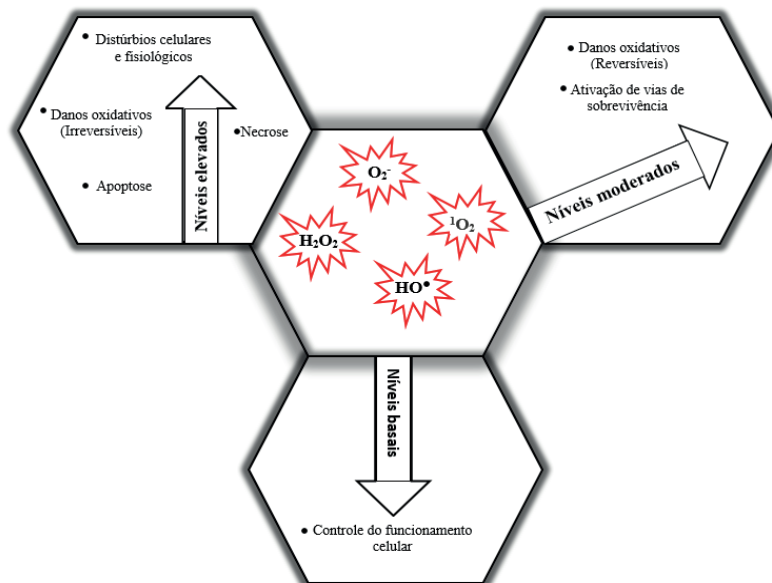 • Distúrbios celulares
e fisiológicos
• Danos oxidativos
(Irreversíveis)
Níveis elevados
•Necrose
• Apoptose
• Danos oxidativos
(Reversíveis)
• Ativação de vias de
sobrevivência
Níveis moderados
O₂⁻
¹O₂
H₂O₂
HO•
Níveis basais
• Controle do funcionamento
celular